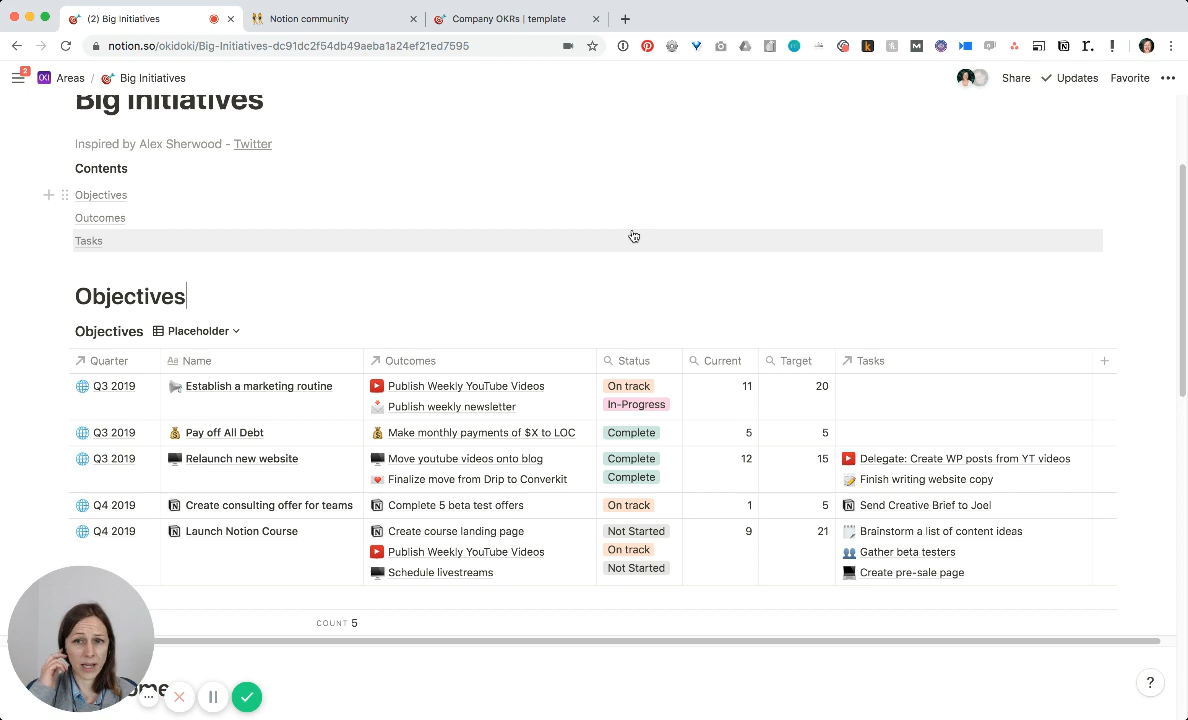 (2) Big Initiatives
Notion community
Company OKRs | template
notion.so/okidoki/Big-Initiatives-dc91dc2f54db49aeba1a24ef21ed7595
2
OKI Areas / Big Initiatives
Share Updates Favorite
Big Initiatives
Inspired by Alex Sherwood - Twitter
Contents
Objectives
Outcomes
Tasks
Objectives
Objectives Placeholder
Quarter Aa Name Outcomes Status Current Target Tasks
Q3 2019 Establish a marketing routine Publish Weekly YouTube Videos On track 11 20
Publish weekly newsletter In-Progress
Q3 2019 Pay off All Debt Make monthly payments of $X to LOC Complete 5 5
Q3 2019 Relaunch new website Move youtube videos onto blog Complete 12 15 Delegate: Create WP posts from YT videos
Finalize move from Drip to Converkit Complete Finish writing website copy
Q4 2019 Create consulting offer for teams Complete 5 beta test offers On track 1 5 Send Creative Brief to Joel
Q4 2019 Launch Notion Course Create course landing page Not Started 9 21 Brainstorm a list of content ideas
Publish Weekly YouTube Videos On track Gather beta testers
Schedule livestreams Not Started Create pre-sale page
COUNT 5
?